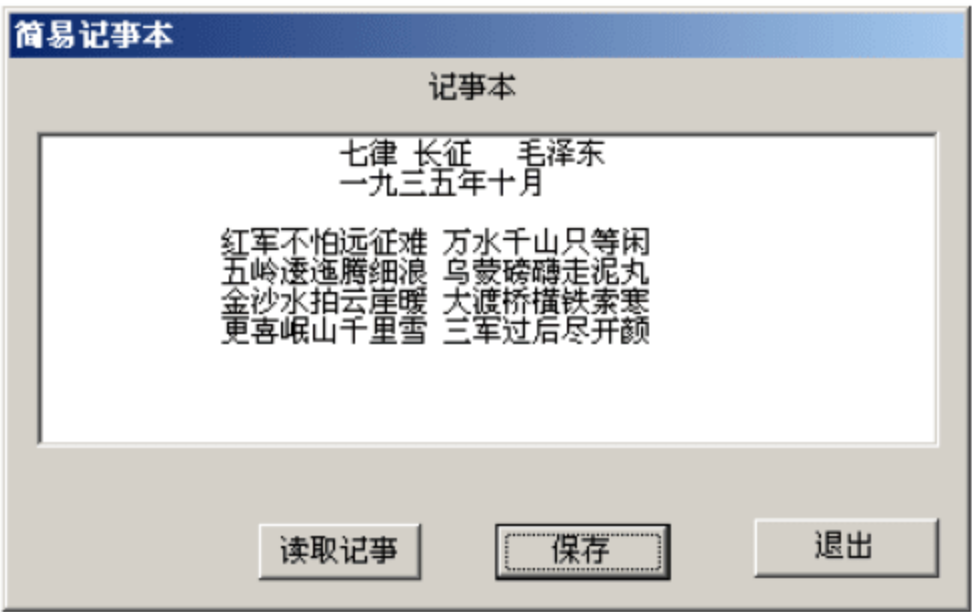 简易记事本
记事本
七律 长征 毛泽东
一九三五年十月
红军不怕远征难 万水千山只等闲
五岭逶迤腾细浪 乌蒙磅礴走泥丸
金沙水拍云崖暖 大渡桥横铁索寒
更喜岷山千里雪 三军过后尽开颜
读取记事
保存
退出